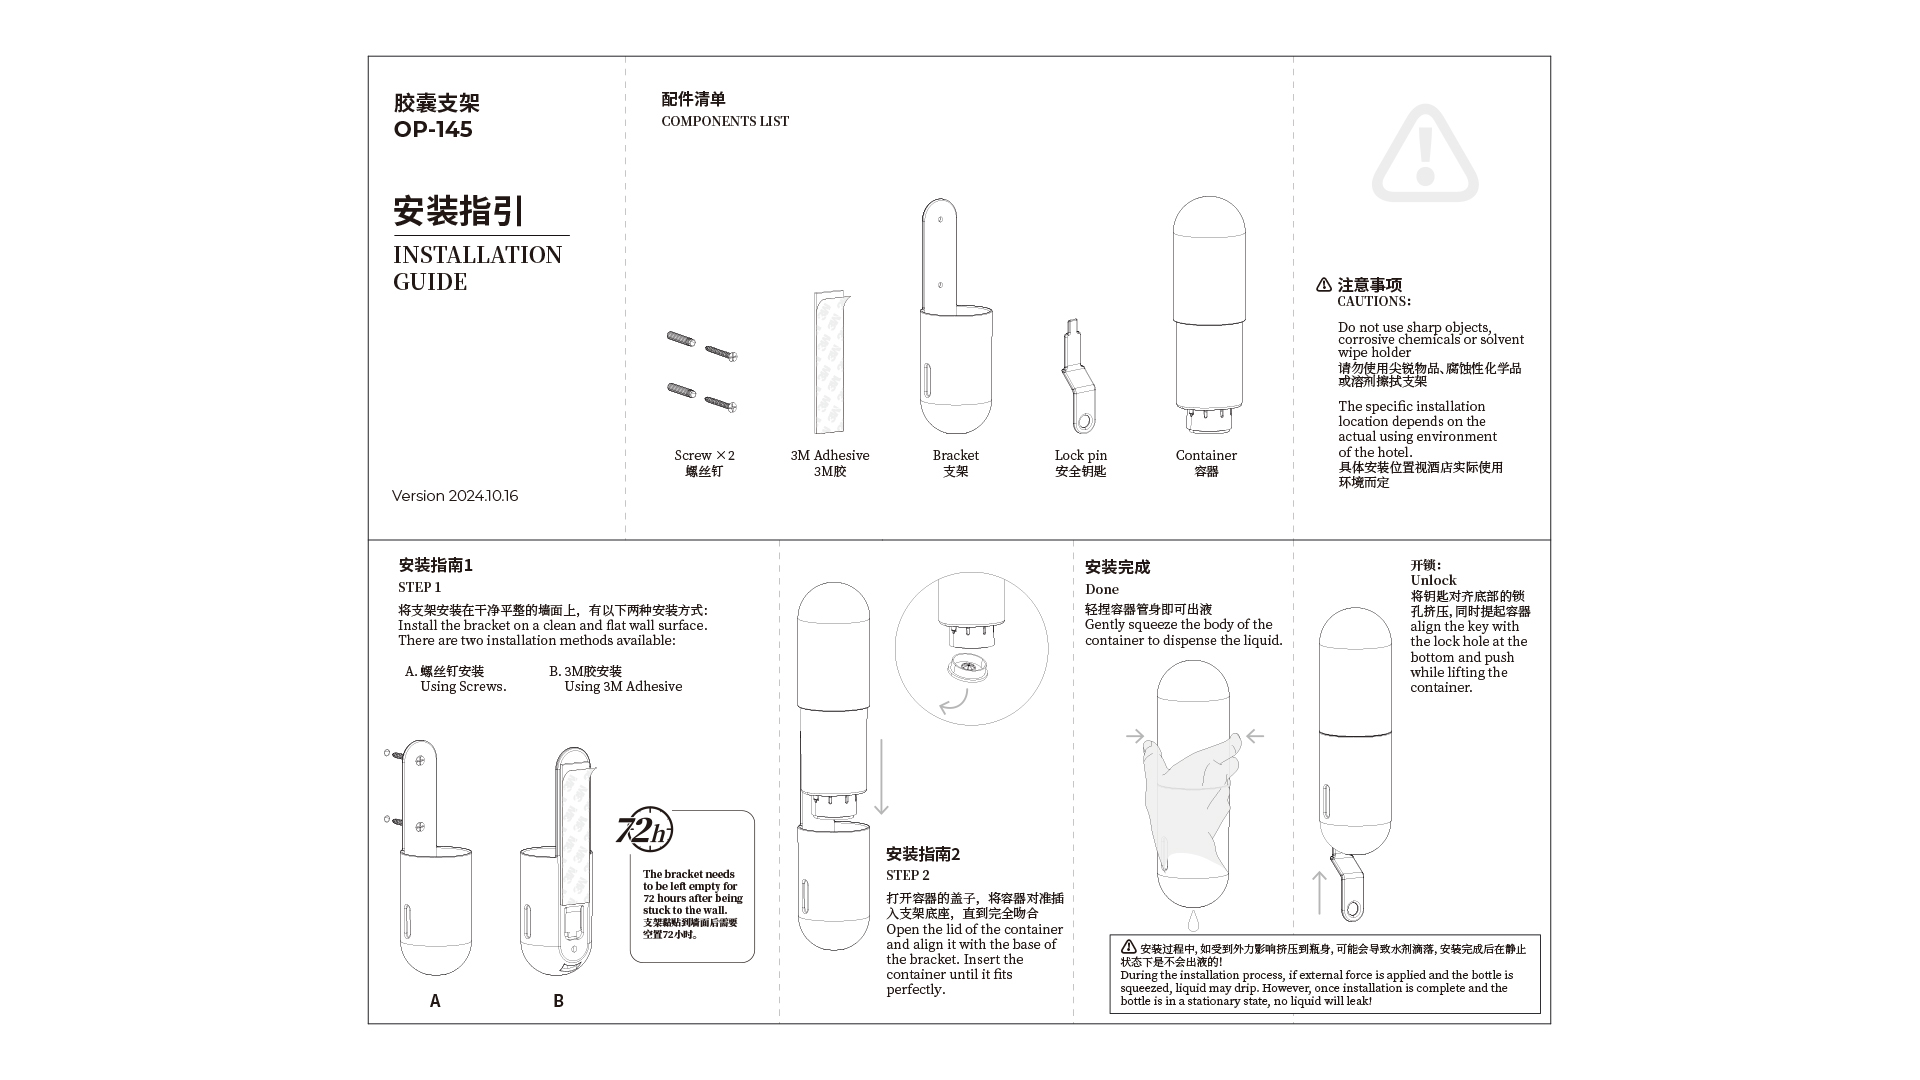 胶囊支架
OP-145
安装指引
INSTALLATION
GUIDE
Version 2024.10.16
配件清单
COMPONENTS LIST
Screw ×2
螺丝钉
3M Adhesive
3M胶
Bracket
支架
Lock pin
安全钥匙
Container
容器
注意事项
CAUTIONS:
Do not use sharp objects,
corrosive chemicals or solvent
wipe holder
请勿使用尖锐物品、腐蚀性化学品
或溶剂擦拭支架
The specific installation
location depends on the
actual using environment
of the hotel.
具体安装位置视酒店实际使用
环境而定
安装指南1
STEP 1
将支架安装在干净平整的墙面上，有以下两种安装方式：
Install the bracket on a clean and flat wall surface.
There are two installation methods available:
A. 螺丝钉安装
Using Screws.
B. 3M胶安装
Using 3M Adhesive
72h
The bracket needs
to be left empty for
72 hours after being
stuck to the wall.
支架黏贴到墙面后需要
空置72小时。
A
B
安装指南2
STEP 2
打开容器的盖子，将容器对准插
入支架底座，直到完全吻合
Open the lid of the container
and align it with the base of
the bracket. Insert the
container until it fits
perfectly.
安装完成
Done
轻捏容器管身即可出液
Gently squeeze the body of the
container to dispense the liquid.
开锁：
Unlock
将钥匙对齐底部的锁
孔挤压, 同时提起容器
align the key with
the lock hole at the
bottom and push
while lifting the
container.
安装过程中, 如受到外力影响挤压到瓶身, 可能会导致水剂滴落, 安装完成后在静止
状态下是不会出液的!
During the installation process, if external force is applied and the bottle is
squeezed, liquid may drip. However, once installation is complete and the
bottle is in a stationary state, no liquid will leak!